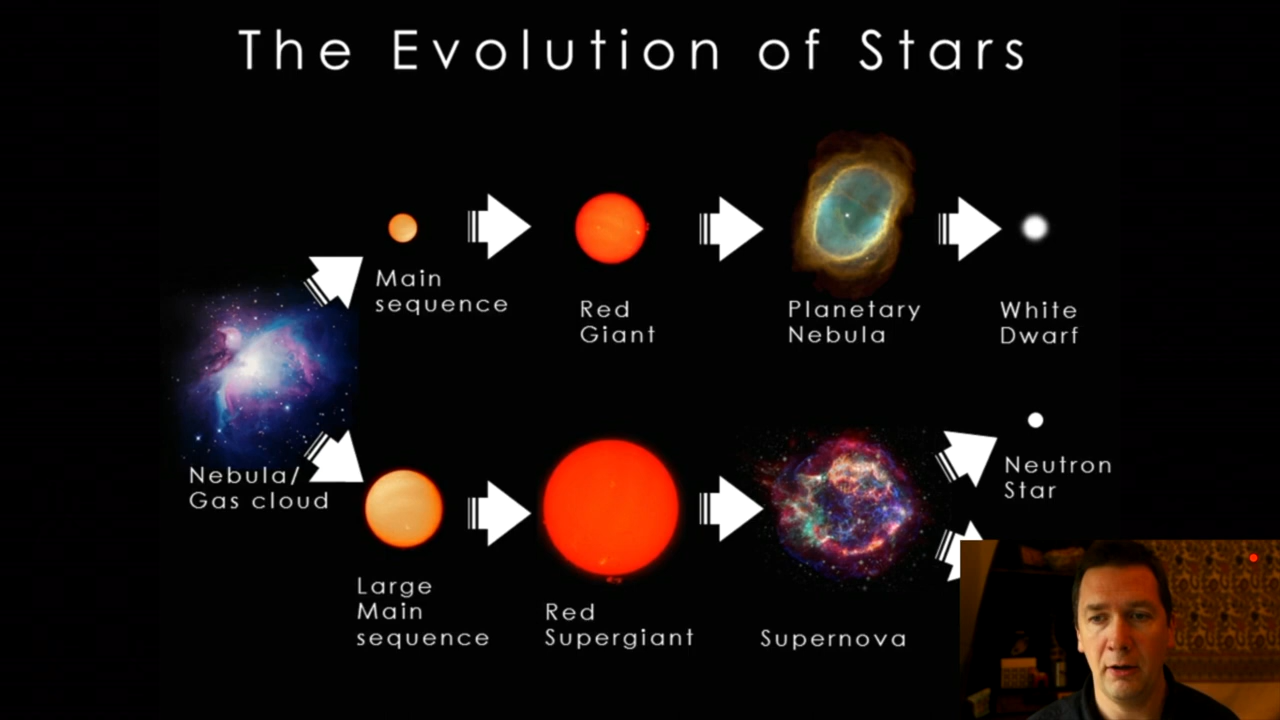 The Evolution of Stars
Main
sequence
Red
Giant
Planetary
Nebula
White
Dwarf
Nebula/
Gas cloud
Large
Main
sequence
Red
Supergiant
Supernova
Neutron
Star